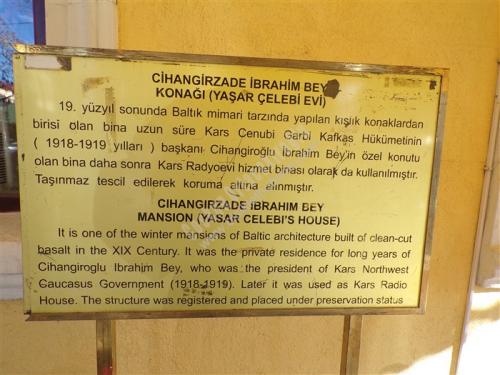 CİHANGİRZADE İBRAHİM BEY
KONAĞI (YAŞAR ÇELEBİ EVİ)
19. yüzyıl sonunda Baltık mimari tarzında yapılan kışlık konaklardan
birisi olan bina uzun süre Kars Çenubi Garbi Kafkas Hükümetinin
( 1918-1919 yılları ) başkanı Cihangiroğlu İbrahim Bey'in özel konutu
olan bina daha sonra Kars Radyoevi hizmet binası olarak da kullanılmıştır.
Taşınmaz tescil edilerek koruma altına alınmıştır.
CIHANGIRZADE IBRAHIM BEY
MANSION (YASAR CELEBI'S HOUSE)
It is one of the winter mansions of Baltic architecture built of clean-cut
basalt in the XIX Century. It was the private residence for long years of
Cihangiroglu Ibrahim Bey, who was the president of Kars Northwest
Caucasus Government (1918-1919). Later it was used as Kars Radio
House. The structure was registered and placed under preservation status